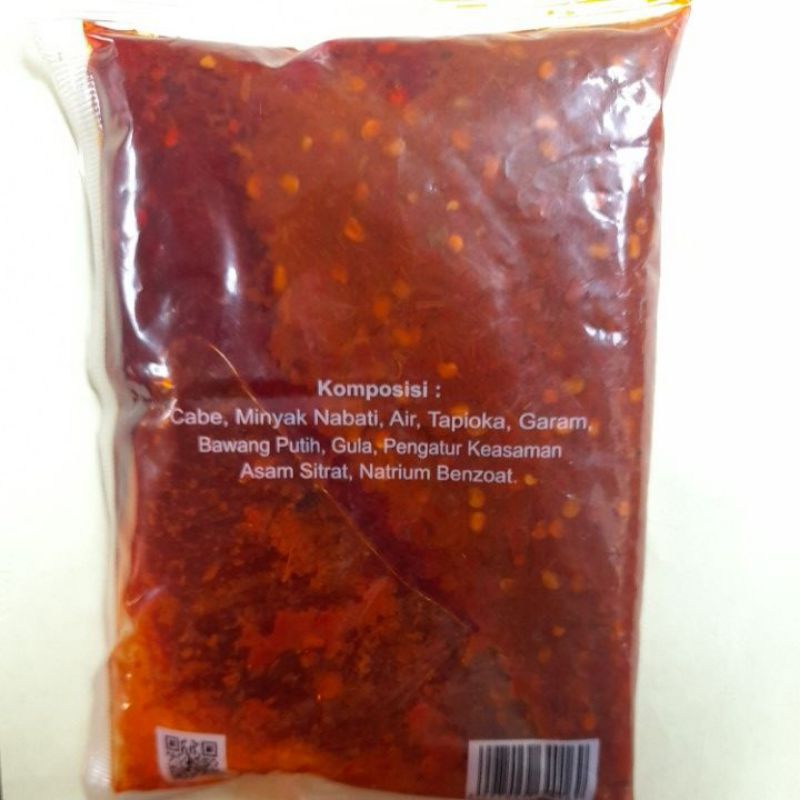 Komposisi :
Cabe, Minyak Nabati, Air, Tapioka, Garam,
Bawang Putih, Gula, Pengatur Keasaman
Asam Sitrat, Natrium Benzoat.